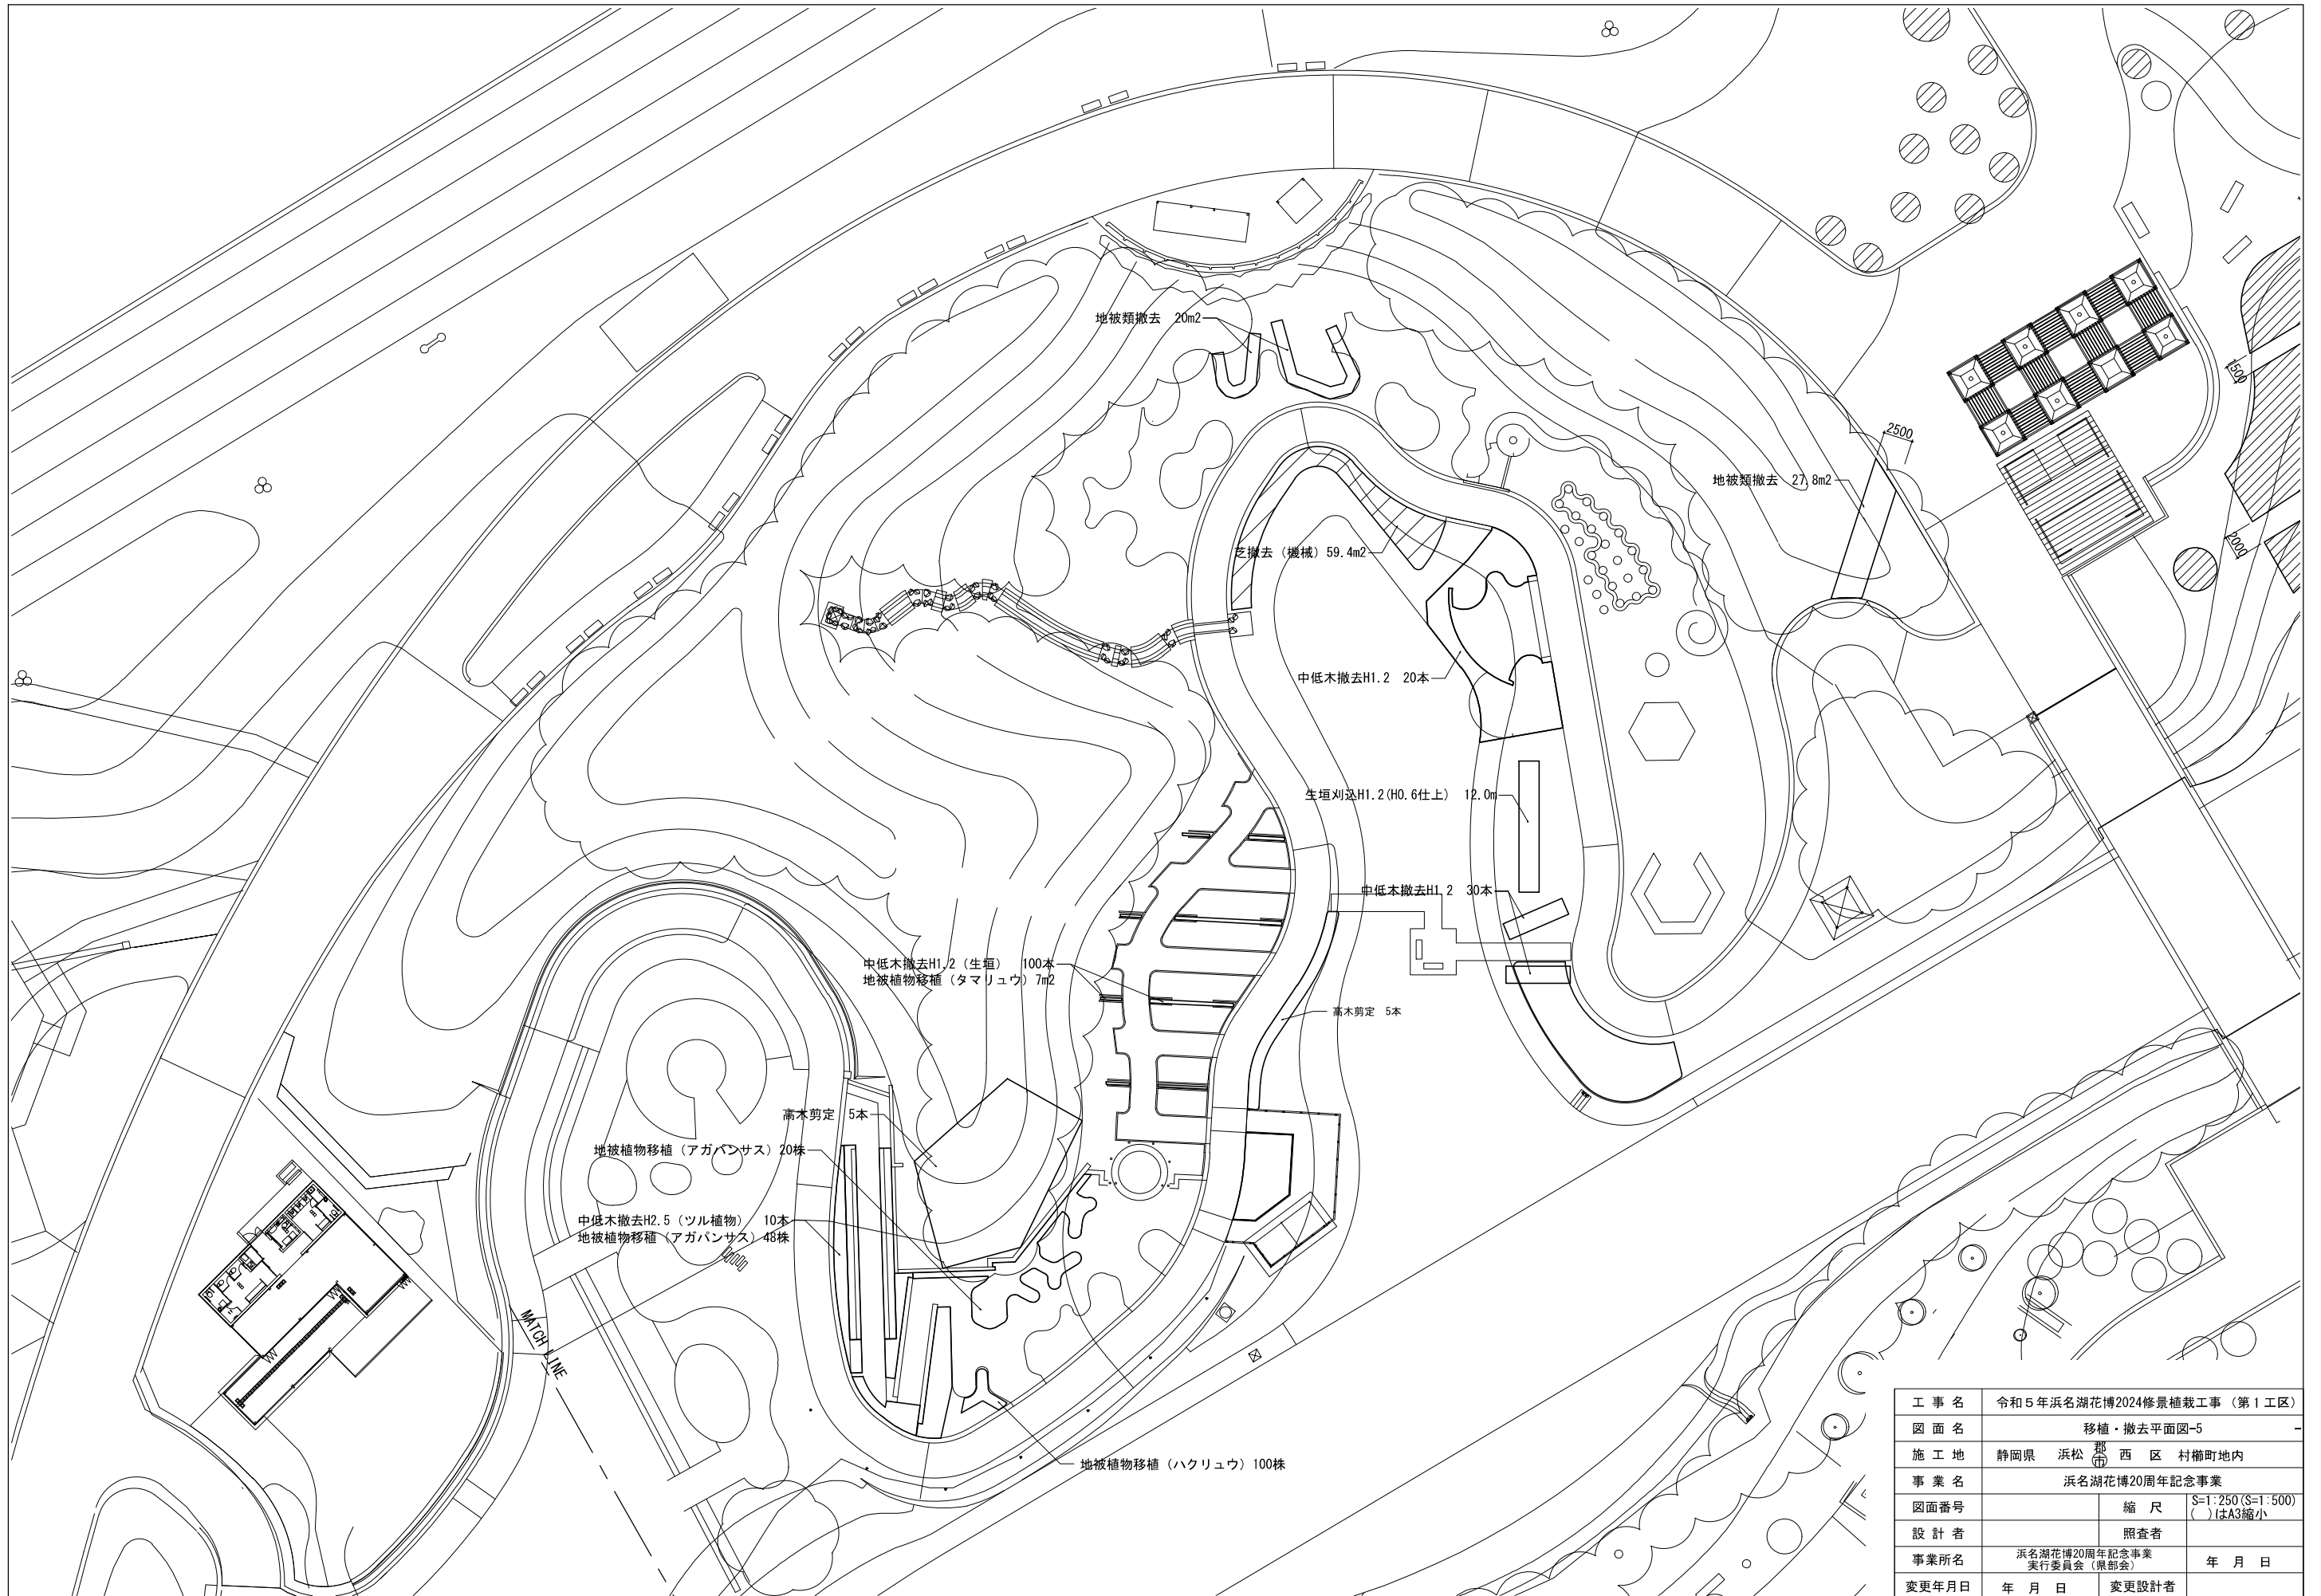 地被類撤去　20m2
2500
1500
地被類撤去　27.8m2
芝撤去（機械）59.4m2
2000
中低木撤去H1.2　20本
生垣刈込H1.2(H0.6仕上)　12.0m
中低木撤去H1.2　30本
中低木撤去H1.2（生垣）　100本
地被植物移植（タマリュウ）7m2
高木剪定　5本
高木剪定　5本
地被植物移植（アガパンサス）20株
中低木撤去H2.5（ツル植物）　10本
地被植物移植（アガパンサス）48株
MATCH LINE
地被植物移植（ハクリュウ）100株
工 事 名　令和５年浜名湖花博2024修景植栽工事（第１工区）
図 面 名　移植・撤去平面図-5　-
施 工 地　静岡県　浜松 郡 市 西 区 村櫛町地内
事 業 名　浜名湖花博20周年記念事業
図面番号　縮 尺　S=1:250(S=1:500)
(　)はA3縮小
設 計 者　照査者
事業所名　浜名湖花博20周年記念事業
実行委員会（県部会）　年 月 日
変更年月日　年 月 日　変更設計者